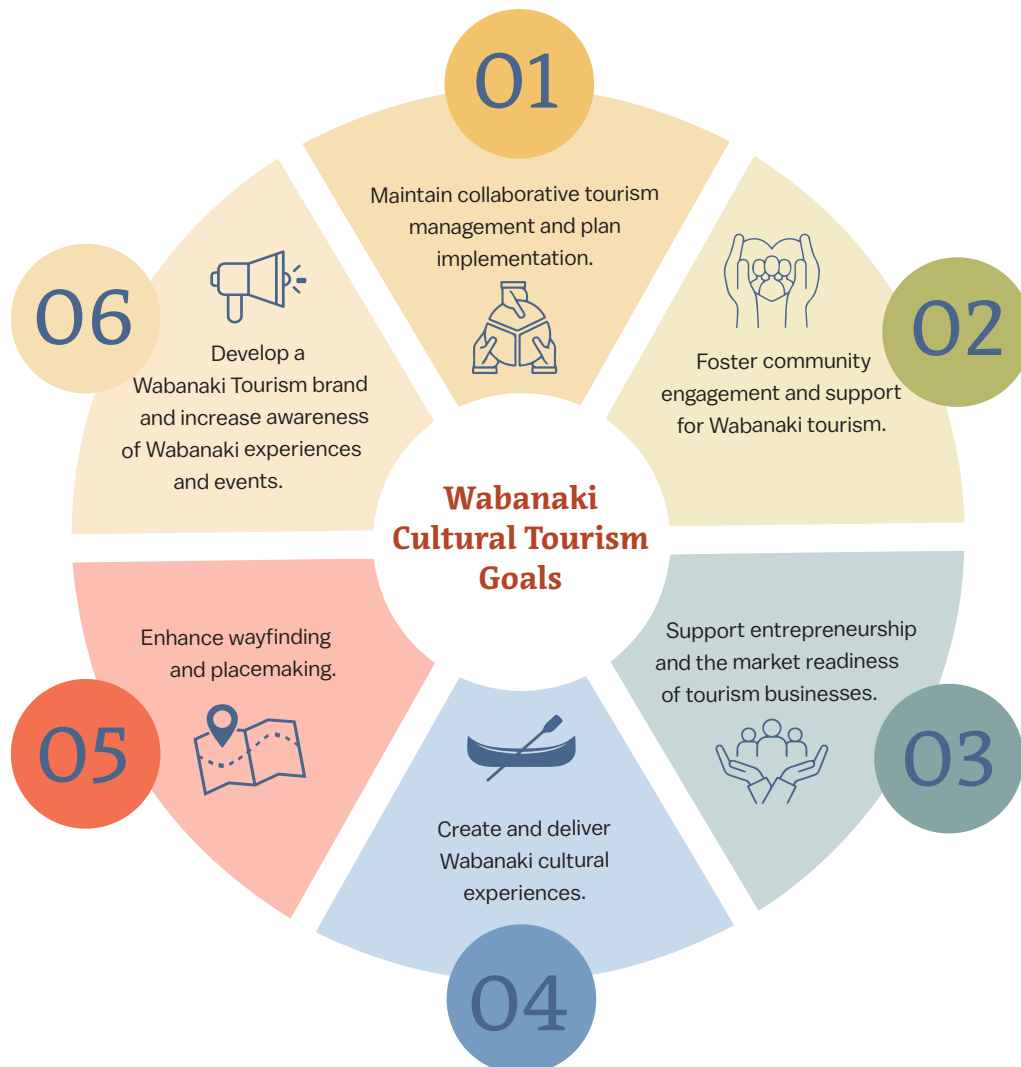 Wabanaki
Cultural Tourism
Goals
01
Maintain collaborative tourism
management and plan
implementation.
02
Foster community
engagement and support
for Wabanaki tourism.
03
Support entrepreneurship
and the market readiness
of tourism businesses.
04
Create and deliver
Wabanaki cultural
experiences.
05
Enhance wayfinding
and placemaking.
06
Develop a
Wabanaki Tourism brand
and increase awareness
of Wabanaki experiences
and events.